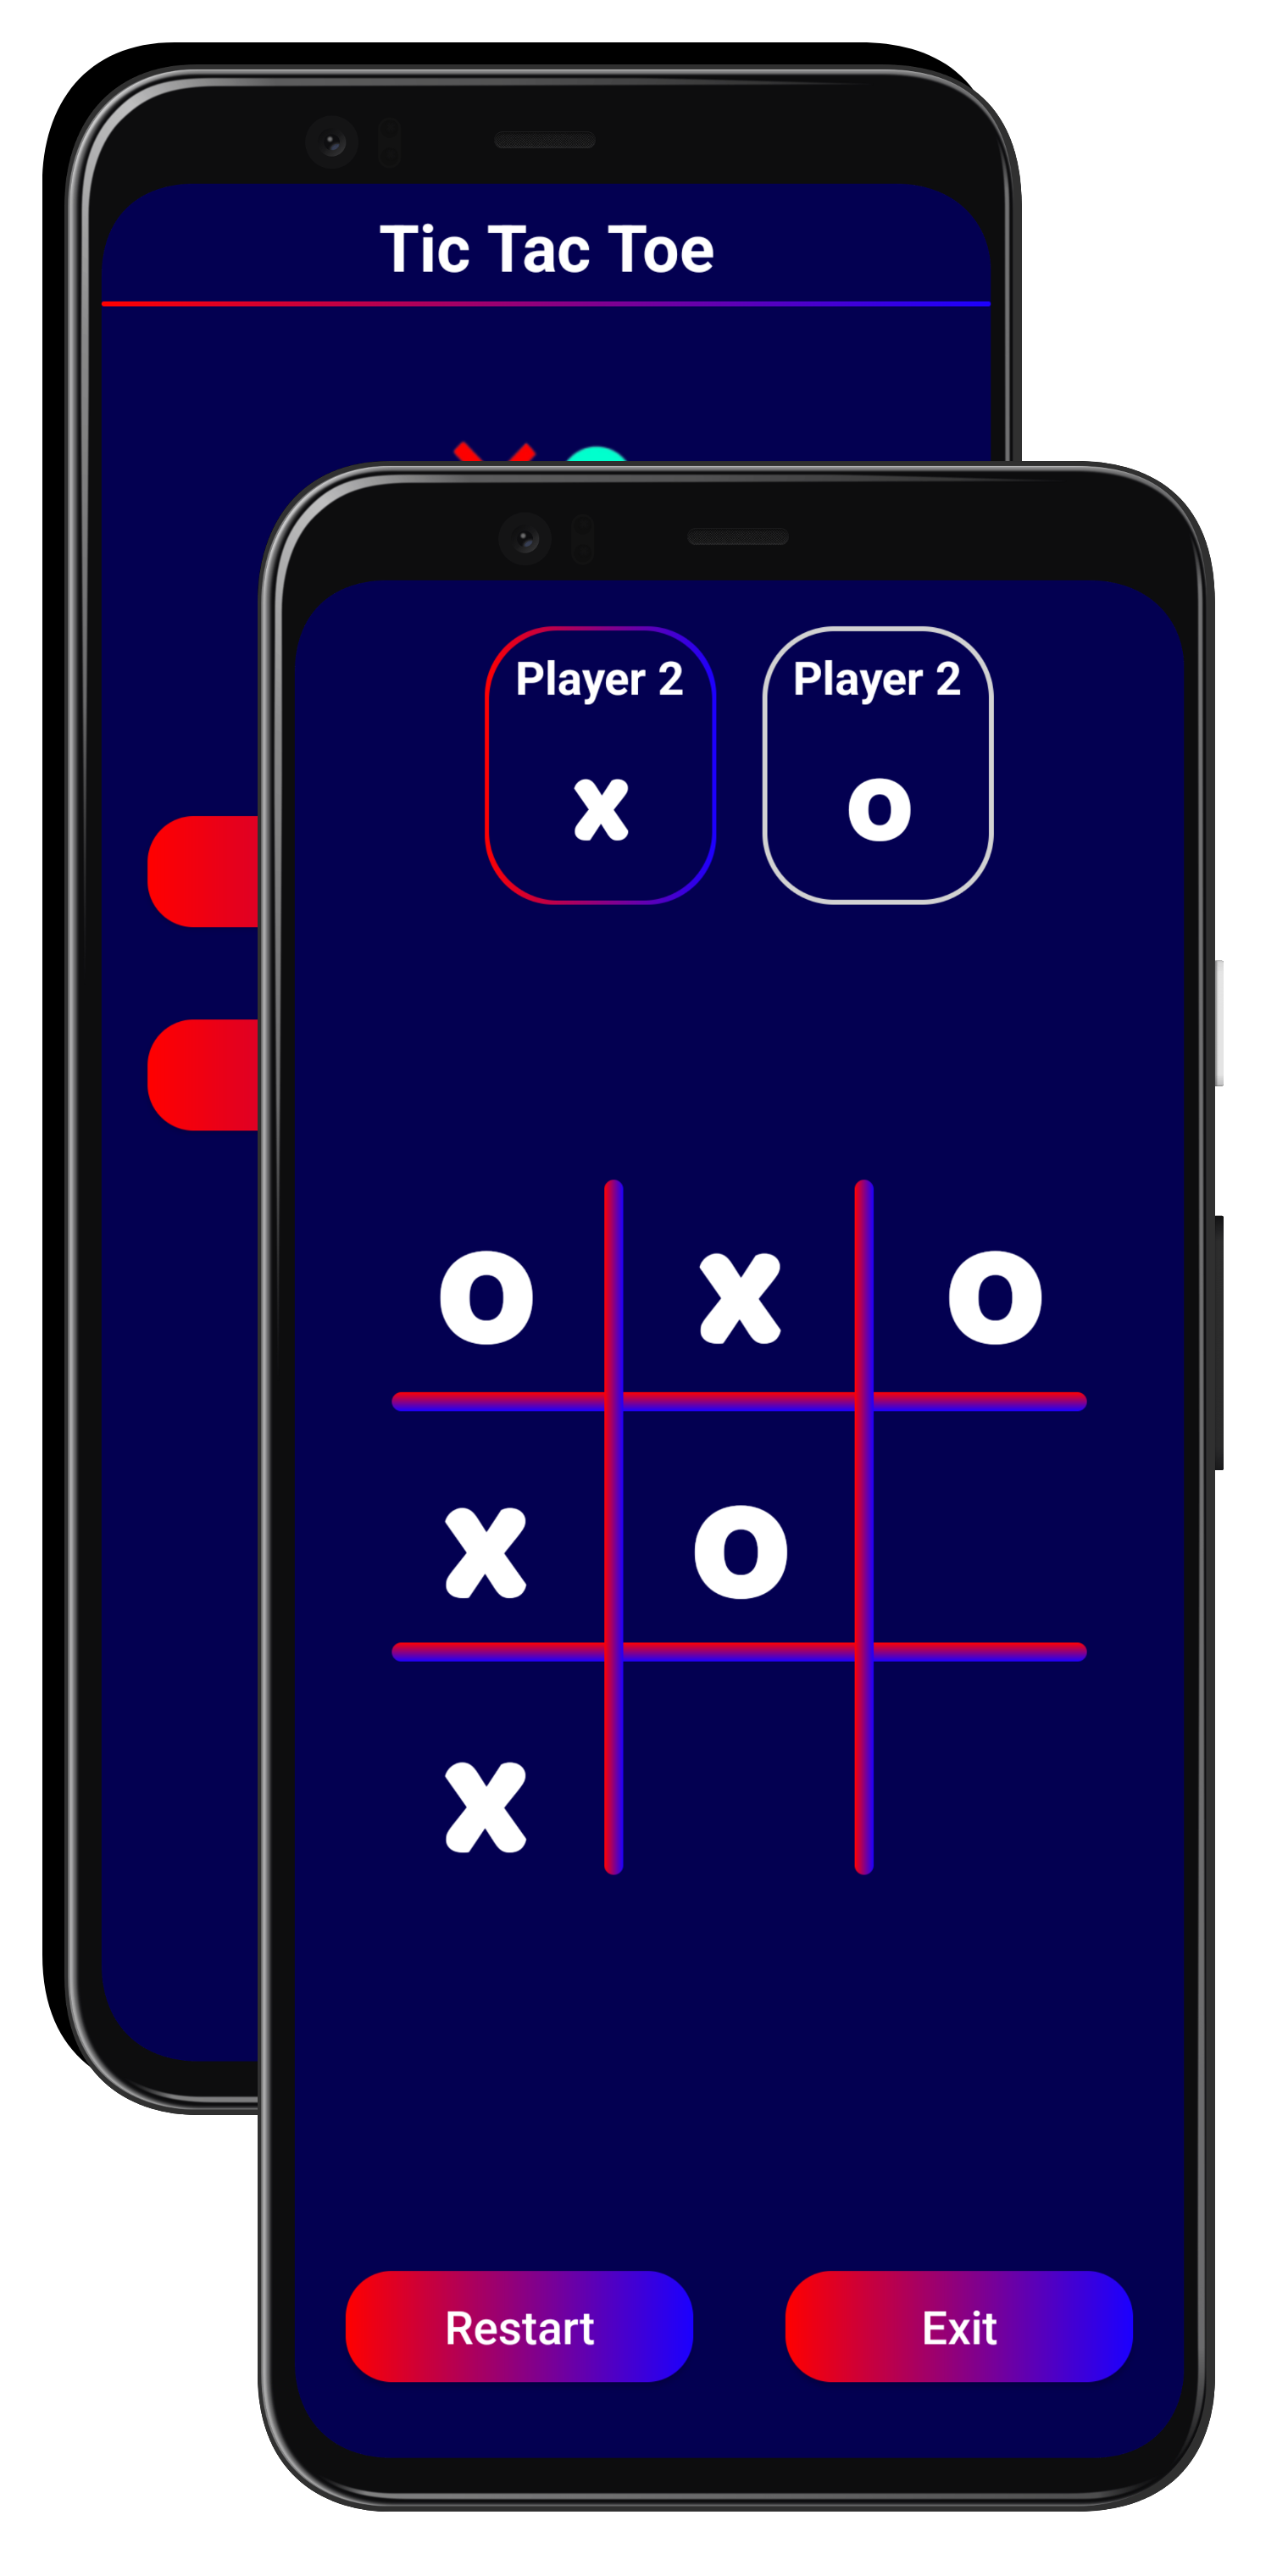 Tic Tac Toe
Player 2 Player 2
x o
o x o
x o
x
Restart Exit